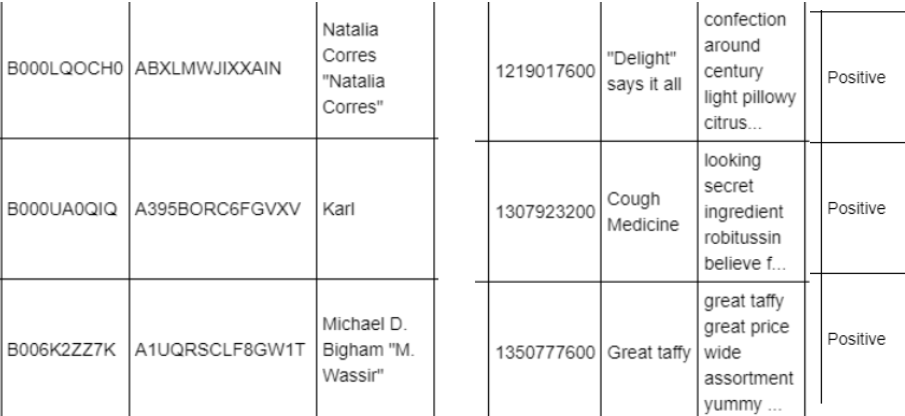 B000LQOCH0 ABXLMWJIXXAIN
Natalia
Corres
"Natalia
Corres"
1219017600
"Delight"
says it all
confection
around
century
light pillowy
citrus...
Positive
B000UA0QIQ A395BORC6FGVXV Karl
1307923200
Cough
Medicine
looking
secret
ingredient
robitussin
believe f...
Positive
B006K2ZZ7K A1UQRSCLF8GW1T
Michael D.
Bigham "M.
Wassir"
1350777600 Great taffy
great taffy
great price
wide
assortment
yummy ...
Positive